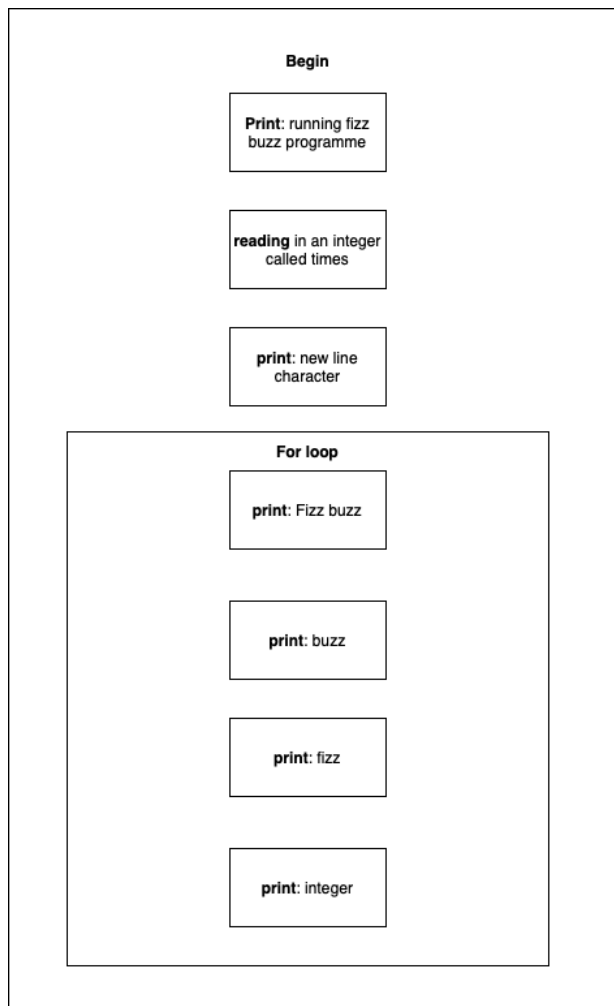 Begin
Print: running fizz
buzz programme
reading in an integer
called times
print: new line
character
For loop
print: Fizz buzz
print: buzz
print: fizz
print: integer